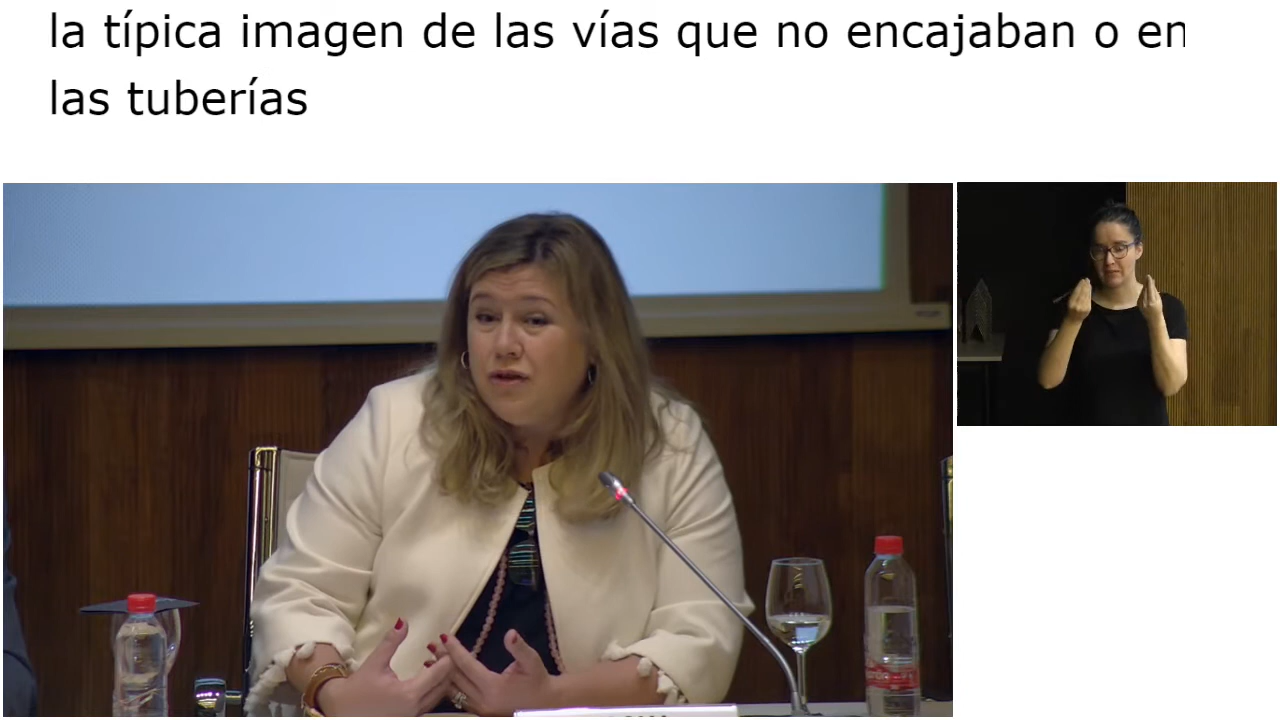 la típica imagen de las vías que no encajaban o en
las tuberías